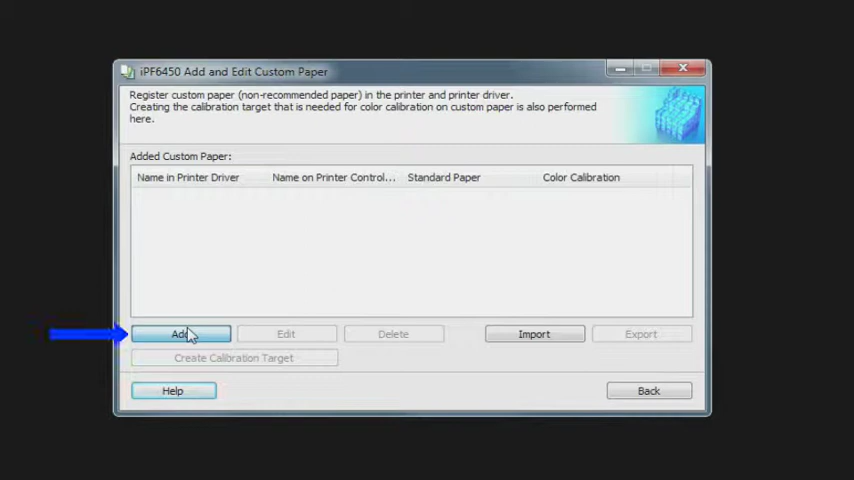 iPF6450 Add and Edit Custom Paper
Register custom paper (non-recommended paper) in the printer and printer driver.
Creating the calibration target that is needed for color calibration on custom paper is also performed
here.
Added Custom Paper:
Name in Printer Driver Name on Printer Control... Standard Paper Color Calibration
Add Edit Delete Import Export
Create Calibration Target
Help Back